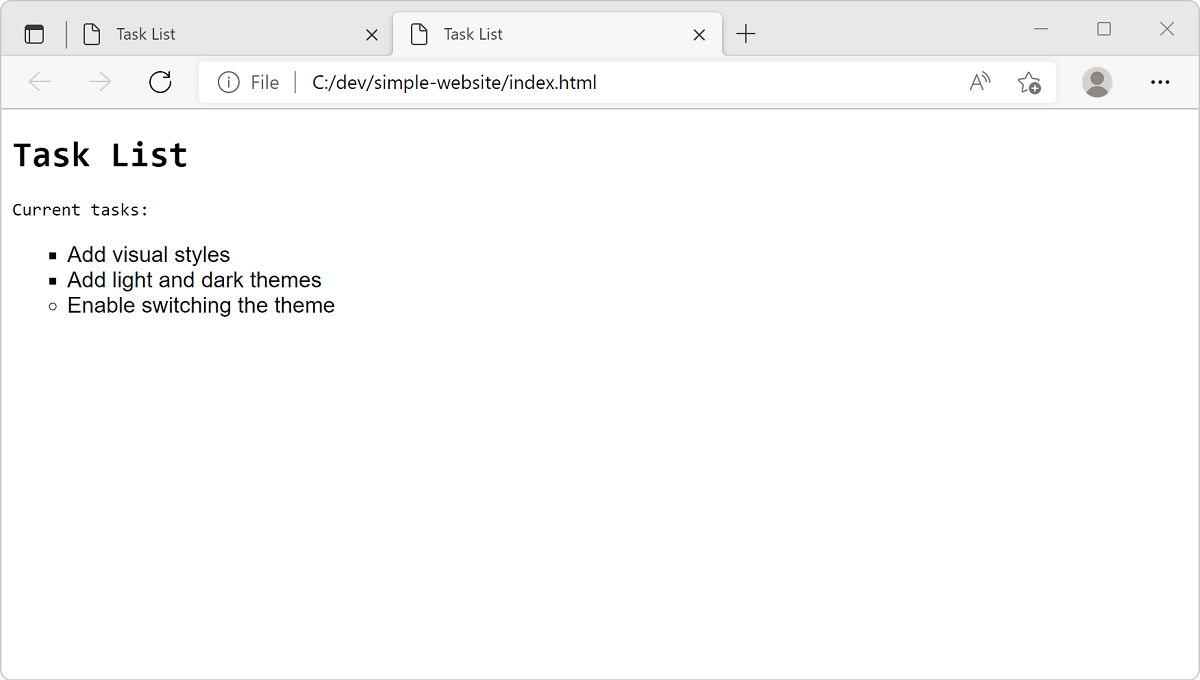 Task List
Task List
File
C:/dev/simple-website/index.html
Task List
Current tasks:
Add visual styles
Add light and dark themes
Enable switching the theme